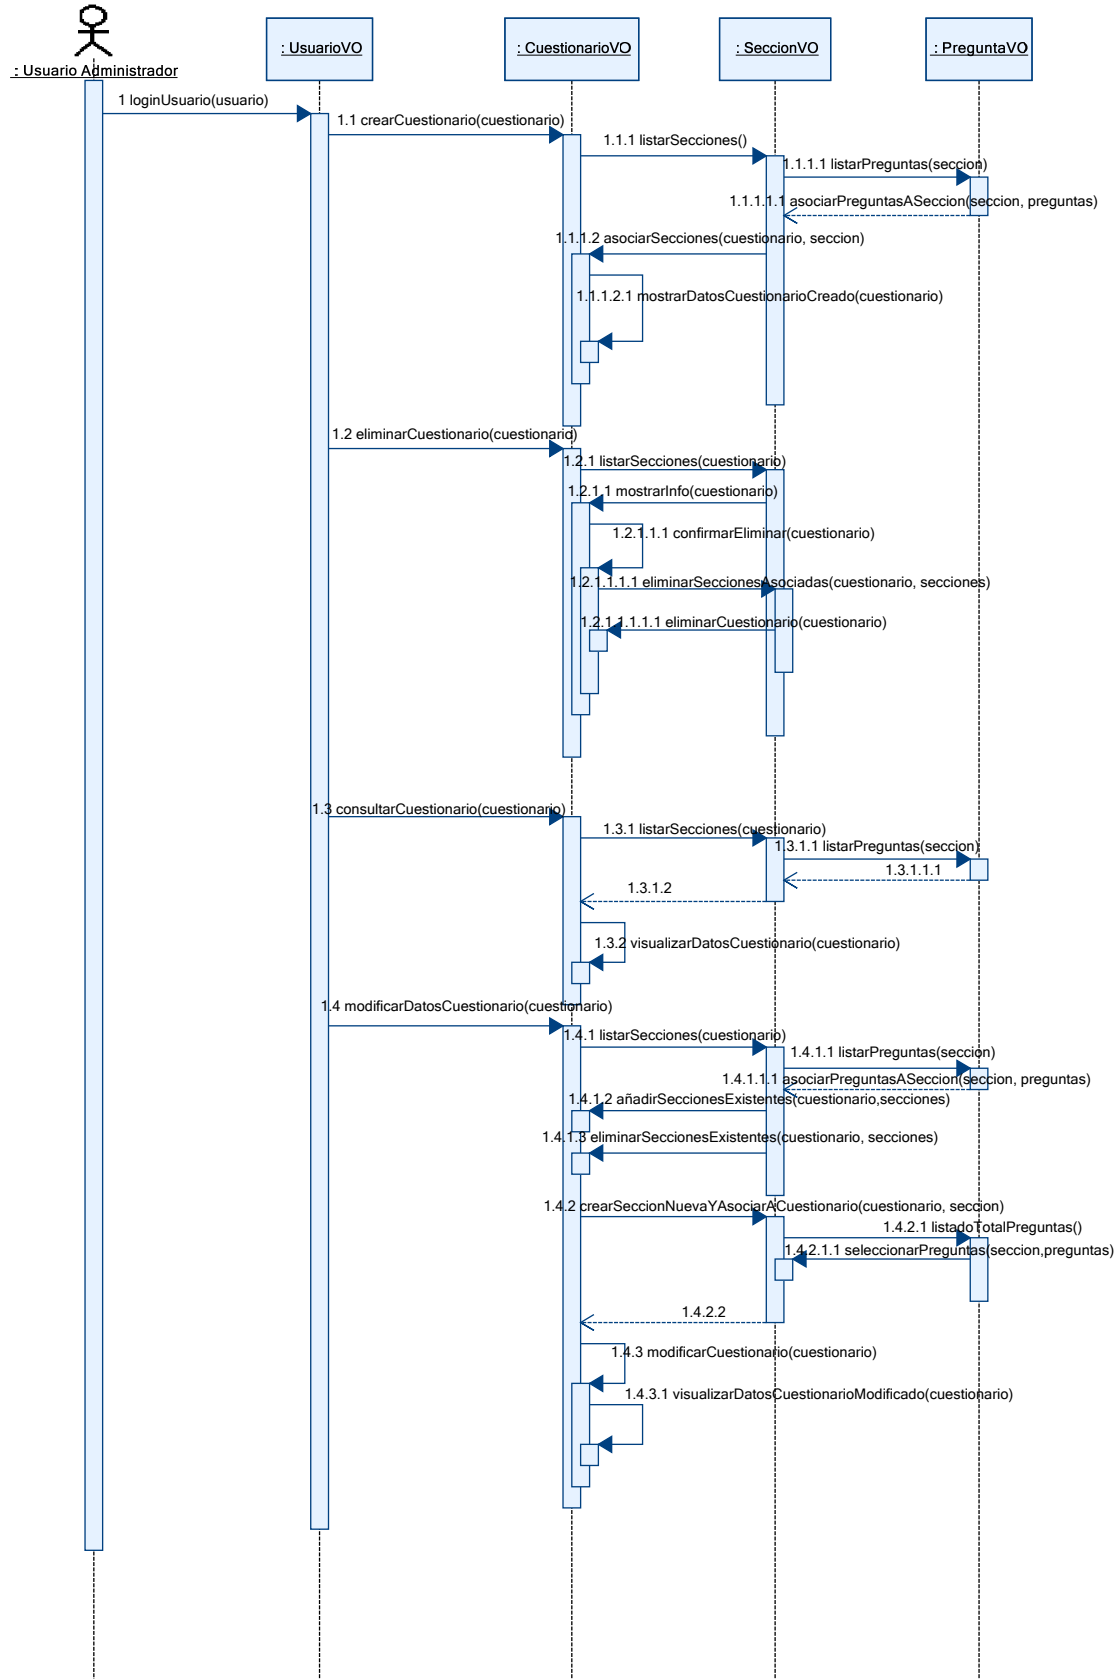 : Usuario Administrador
: UsuarioVO
: CuestionarioVO
: SeccionVO
: PreguntaVO
1 loginUsuario(usuario)
1.1 crearCuestionario(cuestionario)
1.1.1 listarSecciones()
1.1.1.1 listarPreguntas(seccion)
1.1.1.1.1 asociarPreguntasASeccion(seccion, preguntas)
1.1.1.2 asociarSecciones(cuestionario, seccion)
1.1.1.2.1 mostrarDatosCuestionarioCreado(cuestionario)
1.2 eliminarCuestionario(cuestionario)
1.2.1 listarSecciones(cuestionario)
1.2.1.1 mostrarInfo(cuestionario)
1.2.1.1.1 confirmarEliminar(cuestionario)
1.2.1.1.1.1 eliminarSeccionesAsociadas(cuestionario, secciones)
1.2.1.1.1.1.1 eliminarCuestionario(cuestionario)
1.3 consultarCuestionario(cuestionario)
1.3.1 listarSecciones(cuestionario)
1.3.1.1 listarPreguntas(seccion)
1.3.1.1.1
1.3.1.2
1.3.2 visualizarDatosCuestionario(cuestionario)
1.4 modificarDatosCuestionario(cuestionario)
1.4.1 listarSecciones(cuestionario)
1.4.1.1 listarPreguntas(seccion)
1.4.1.1.1 asociarPreguntasASeccion(seccion, preguntas)
1.4.1.2 añadirSeccionesExistentes(cuestionario,secciones)
1.4.1.3 eliminarSeccionesExistentes(cuestionario, secciones)
1.4.2 crearSeccionNuevaYAsociarACuestionario(cuestionario, seccion)
1.4.2.1 listadoTotalPreguntas()
1.4.2.1.1 seleccionarPreguntas(seccion,preguntas)
1.4.2.2
1.4.3 modificarCuestionario(cuestionario)
1.4.3.1 visualizarDatosCuestionarioModificado(cuestionario)